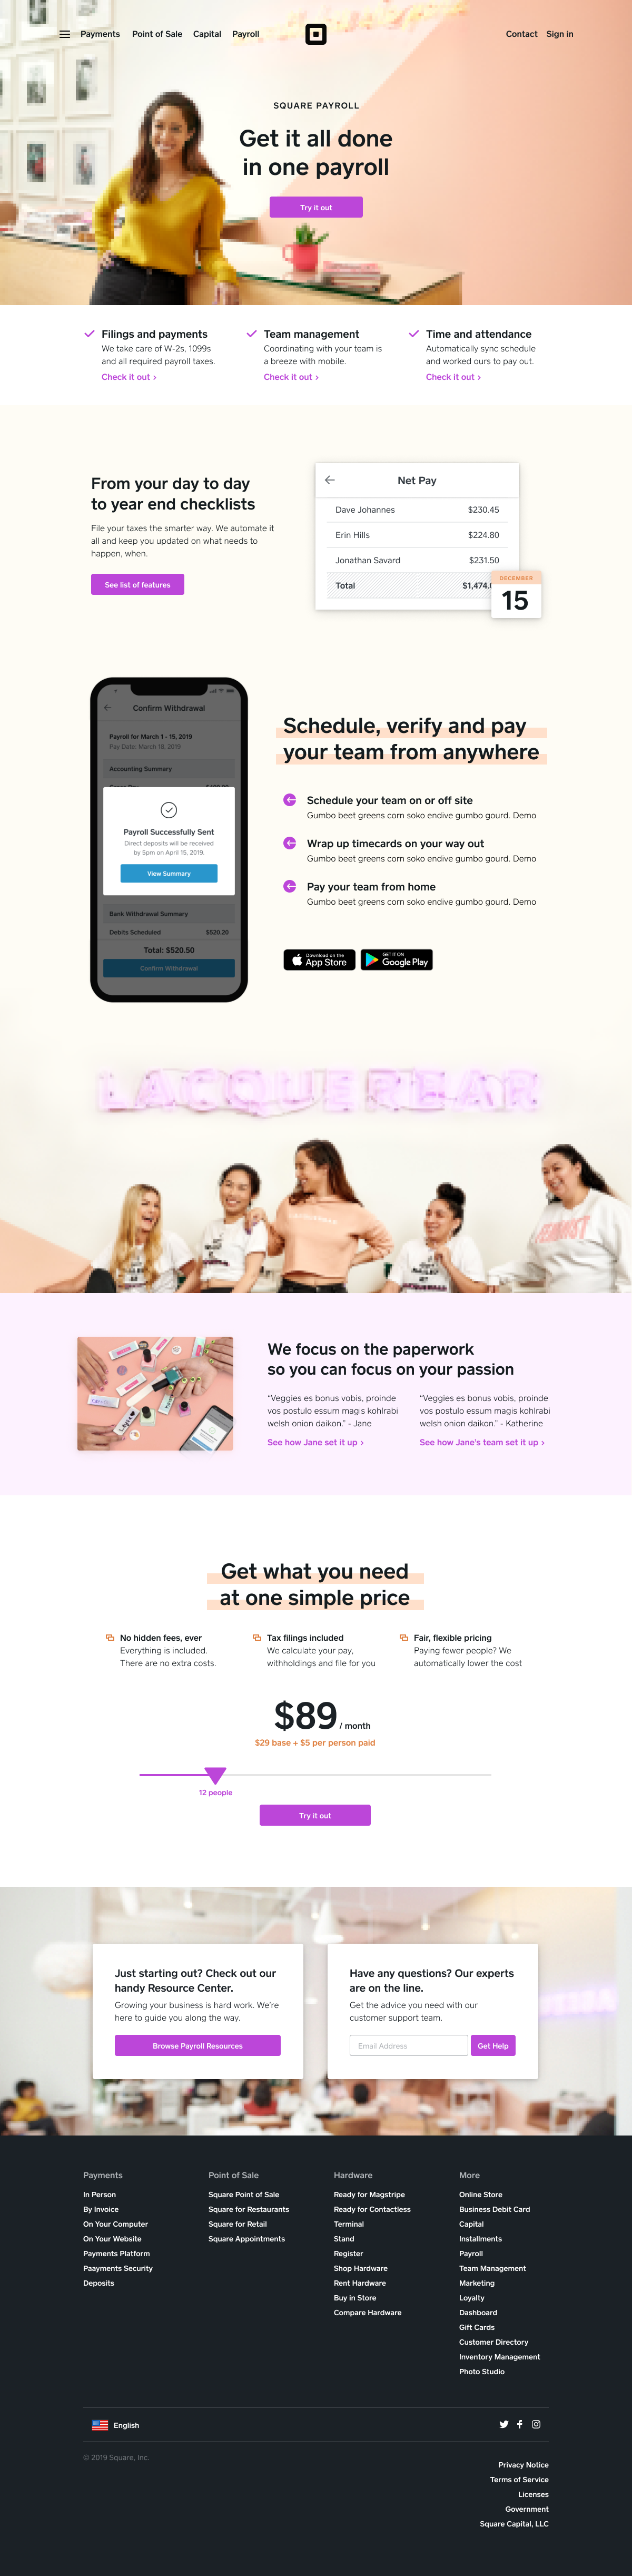 Payments Point of Sale Capital Payroll
Contact Sign in
SQUARE PAYROLL
Get it all done
in one payroll
Try it out
Filings and payments
We take care of W-2s, 1099s
and all required payroll taxes.
Check it out ›
Team management
Coordinating with your team is
a breeze with mobile.
Check it out ›
Time and attendance
Automatically sync schedule
and worked ours to pay out.
Check it out ›
From your day to day
to year end checklists
File your taxes the smarter way. We automate it
all and keep you updated on what needs to
happen, when.
See list of features
Net Pay
Dave Johannes $230.45
Erin Hills $224.80
Jonathan Savard $231.50
Total $1,474.
DECEMBER
15
Confirm Withdrawal
Payroll for March 1 - 15, 2019
Pay Date: March 18, 2019
Accounting Summary
Payroll Successfully Sent
Direct deposits will be received
by 5pm on April 15, 2019.
View Summary
Bank Withdrawal Summary
Debits Scheduled $520.20
Total: $520.50
Confirm Withdrawal
Schedule, verify and pay
your team from anywhere
Schedule your team on or off site
Gumbo beet greens corn soko endive gumbo gourd. Demo
Wrap up timecards on your way out
Gumbo beet greens corn soko endive gumbo gourd. Demo
Pay your team from home
Gumbo beet greens corn soko endive gumbo gourd. Demo
Download on the
App Store
GET IT ON
Google Play
LACQUERBAR
We focus on the paperwork
so you can focus on your passion
“Veggies es bonus vobis, proinde
vos postulo essum magis kohlrabi
welsh onion daikon.” - Jane
See how Jane set it up ›
“Veggies es bonus vobis, proinde
vos postulo essum magis kohlrabi
welsh onion daikon.” - Katherine
See how Jane’s team set it up ›
Get what you need
at one simple price
No hidden fees, ever
Everything is included.
There are no extra costs.
Tax filings included
We calculate your pay,
withholdings and file for you
Fair, flexible pricing
Paying fewer people? We
automatically lower the cost
$89 / month
$29 base + $5 per person paid
12 people
Try it out
Just starting out? Check out our
handy Resource Center.
Growing your business is hard work. We’re
here to guide you along the way.
Browse Payroll Resources
Have any questions? Our experts
are on the line.
Get the advice you need with our
customer support team.
Email Address
Get Help
Payments
In Person
By Invoice
On Your Computer
On Your Website
Payments Platform
Paayments Security
Deposits
Point of Sale
Square Point of Sale
Square for Restaurants
Square for Retail
Square Appointments
Hardware
Ready for Magstripe
Ready for Contactless
Terminal
Stand
Register
Shop Hardware
Rent Hardware
Buy in Store
Compare Hardware
More
Online Store
Business Debit Card
Capital
Installments
Payroll
Team Management
Marketing
Loyalty
Dashboard
Gift Cards
Customer Directory
Inventory Management
Photo Studio
English
© 2019 Square, Inc.
Privacy Notice
Terms of Service
Licenses
Government
Square Capital, LLC